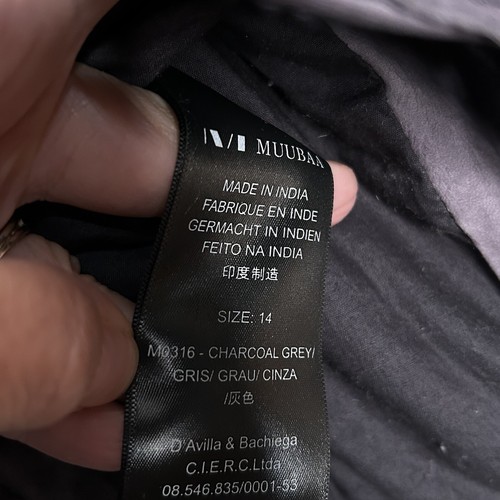 MUUBAA
MADE IN INDIA
FABRIQUE EN INDE
GERMACHT IN INDIEN
FEITO NA INDIA
印度制造
SIZE: 14
M0316 - CHARCOAL GREY/
GRIS/ GRAU/ CINZA
/灰色
D'Avilla & Bachiega
C.I.E.R.C.Ltda
08.546.835/0001-53